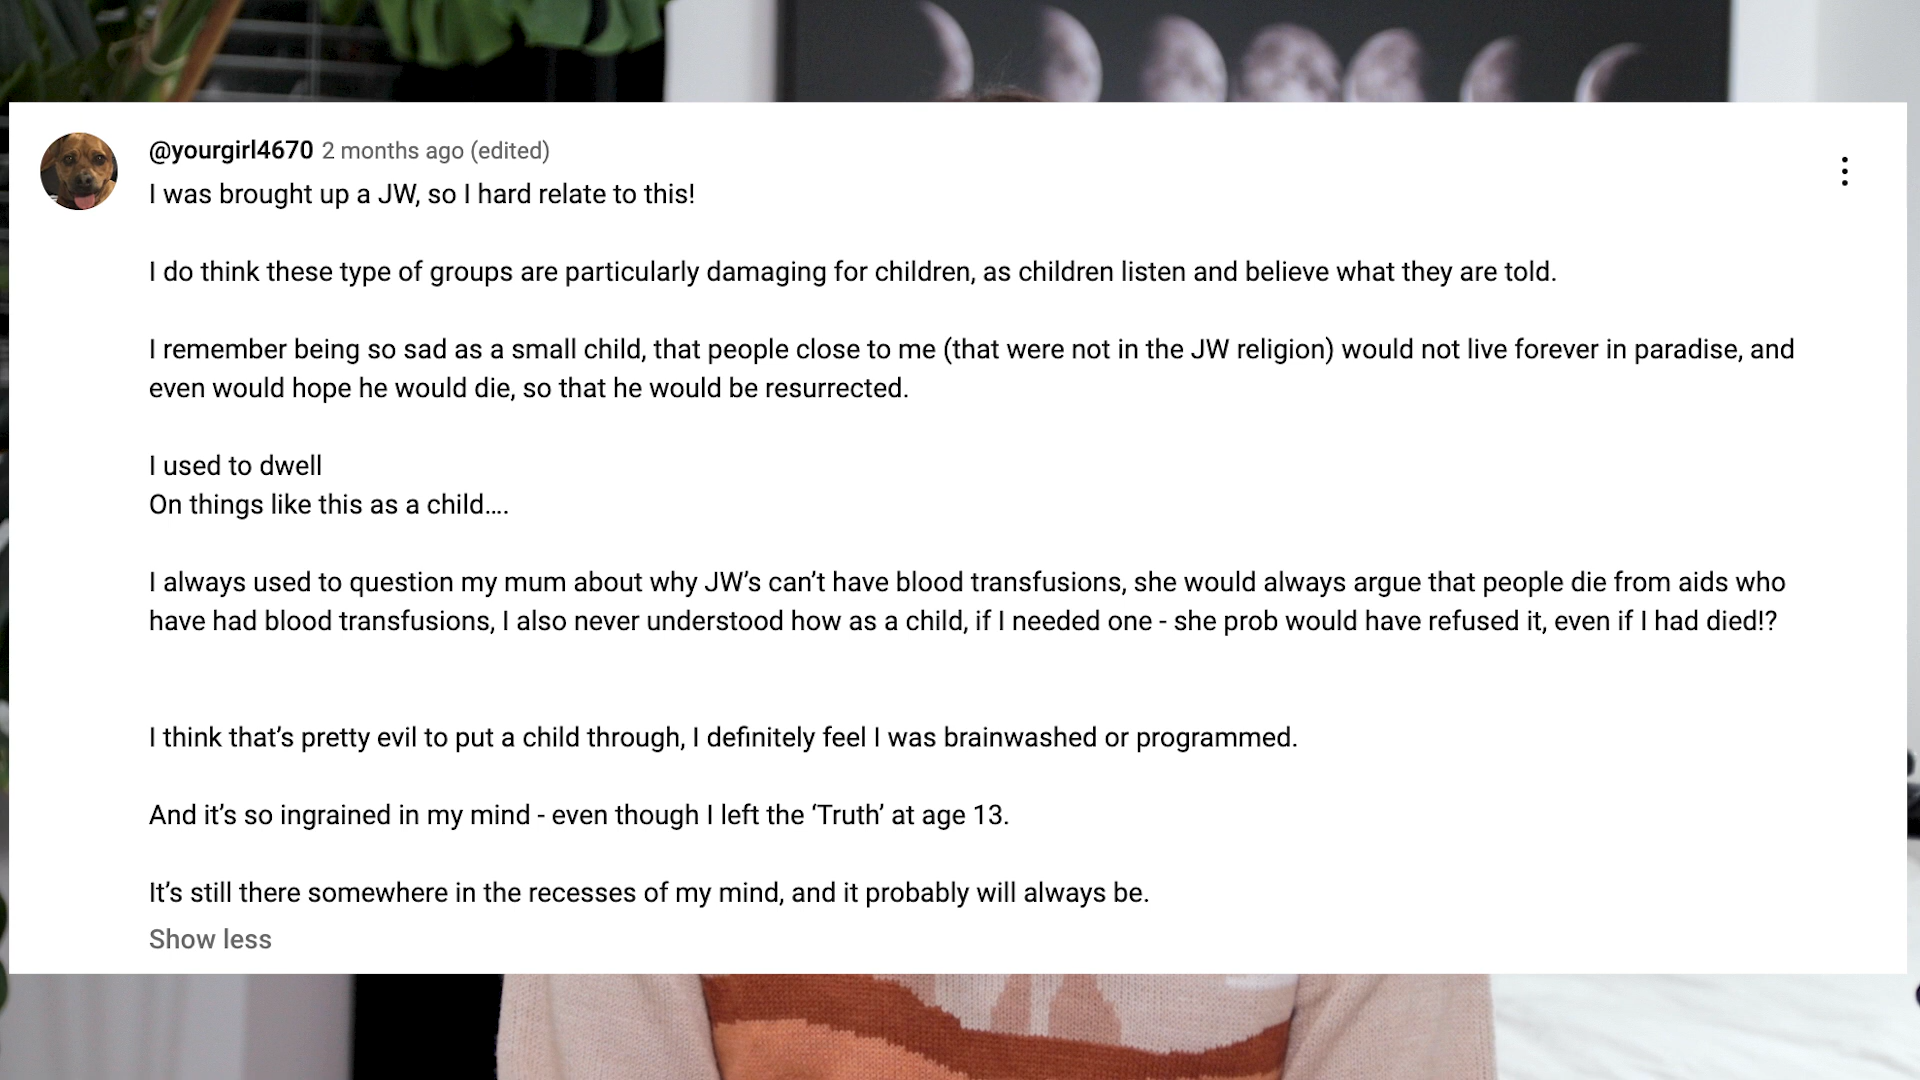 @yourgirl4670 2 months ago (edited)
I was brought up a JW, so I hard relate to this!
I do think these type of groups are particularly damaging for children, as children listen and believe what they are told.
I remember being so sad as a small child, that people close to me (that were not in the JW religion) would not live forever in paradise, and
even would hope he would die, so that he would be resurrected.
I used to dwell
On things like this as a child....
I always used to question my mum about why JW’s can’t have blood transfusions, she would always argue that people die from aids who
have had blood transfusions, I also never understood how as a child, if I needed one - she prob would have refused it, even if I had died!?
I think that’s pretty evil to put a child through, I definitely feel I was brainwashed or programmed.
And it’s so ingrained in my mind - even though I left the ‘Truth’ at age 13.
It’s still there somewhere in the recesses of my mind, and it probably will always be.
Show less